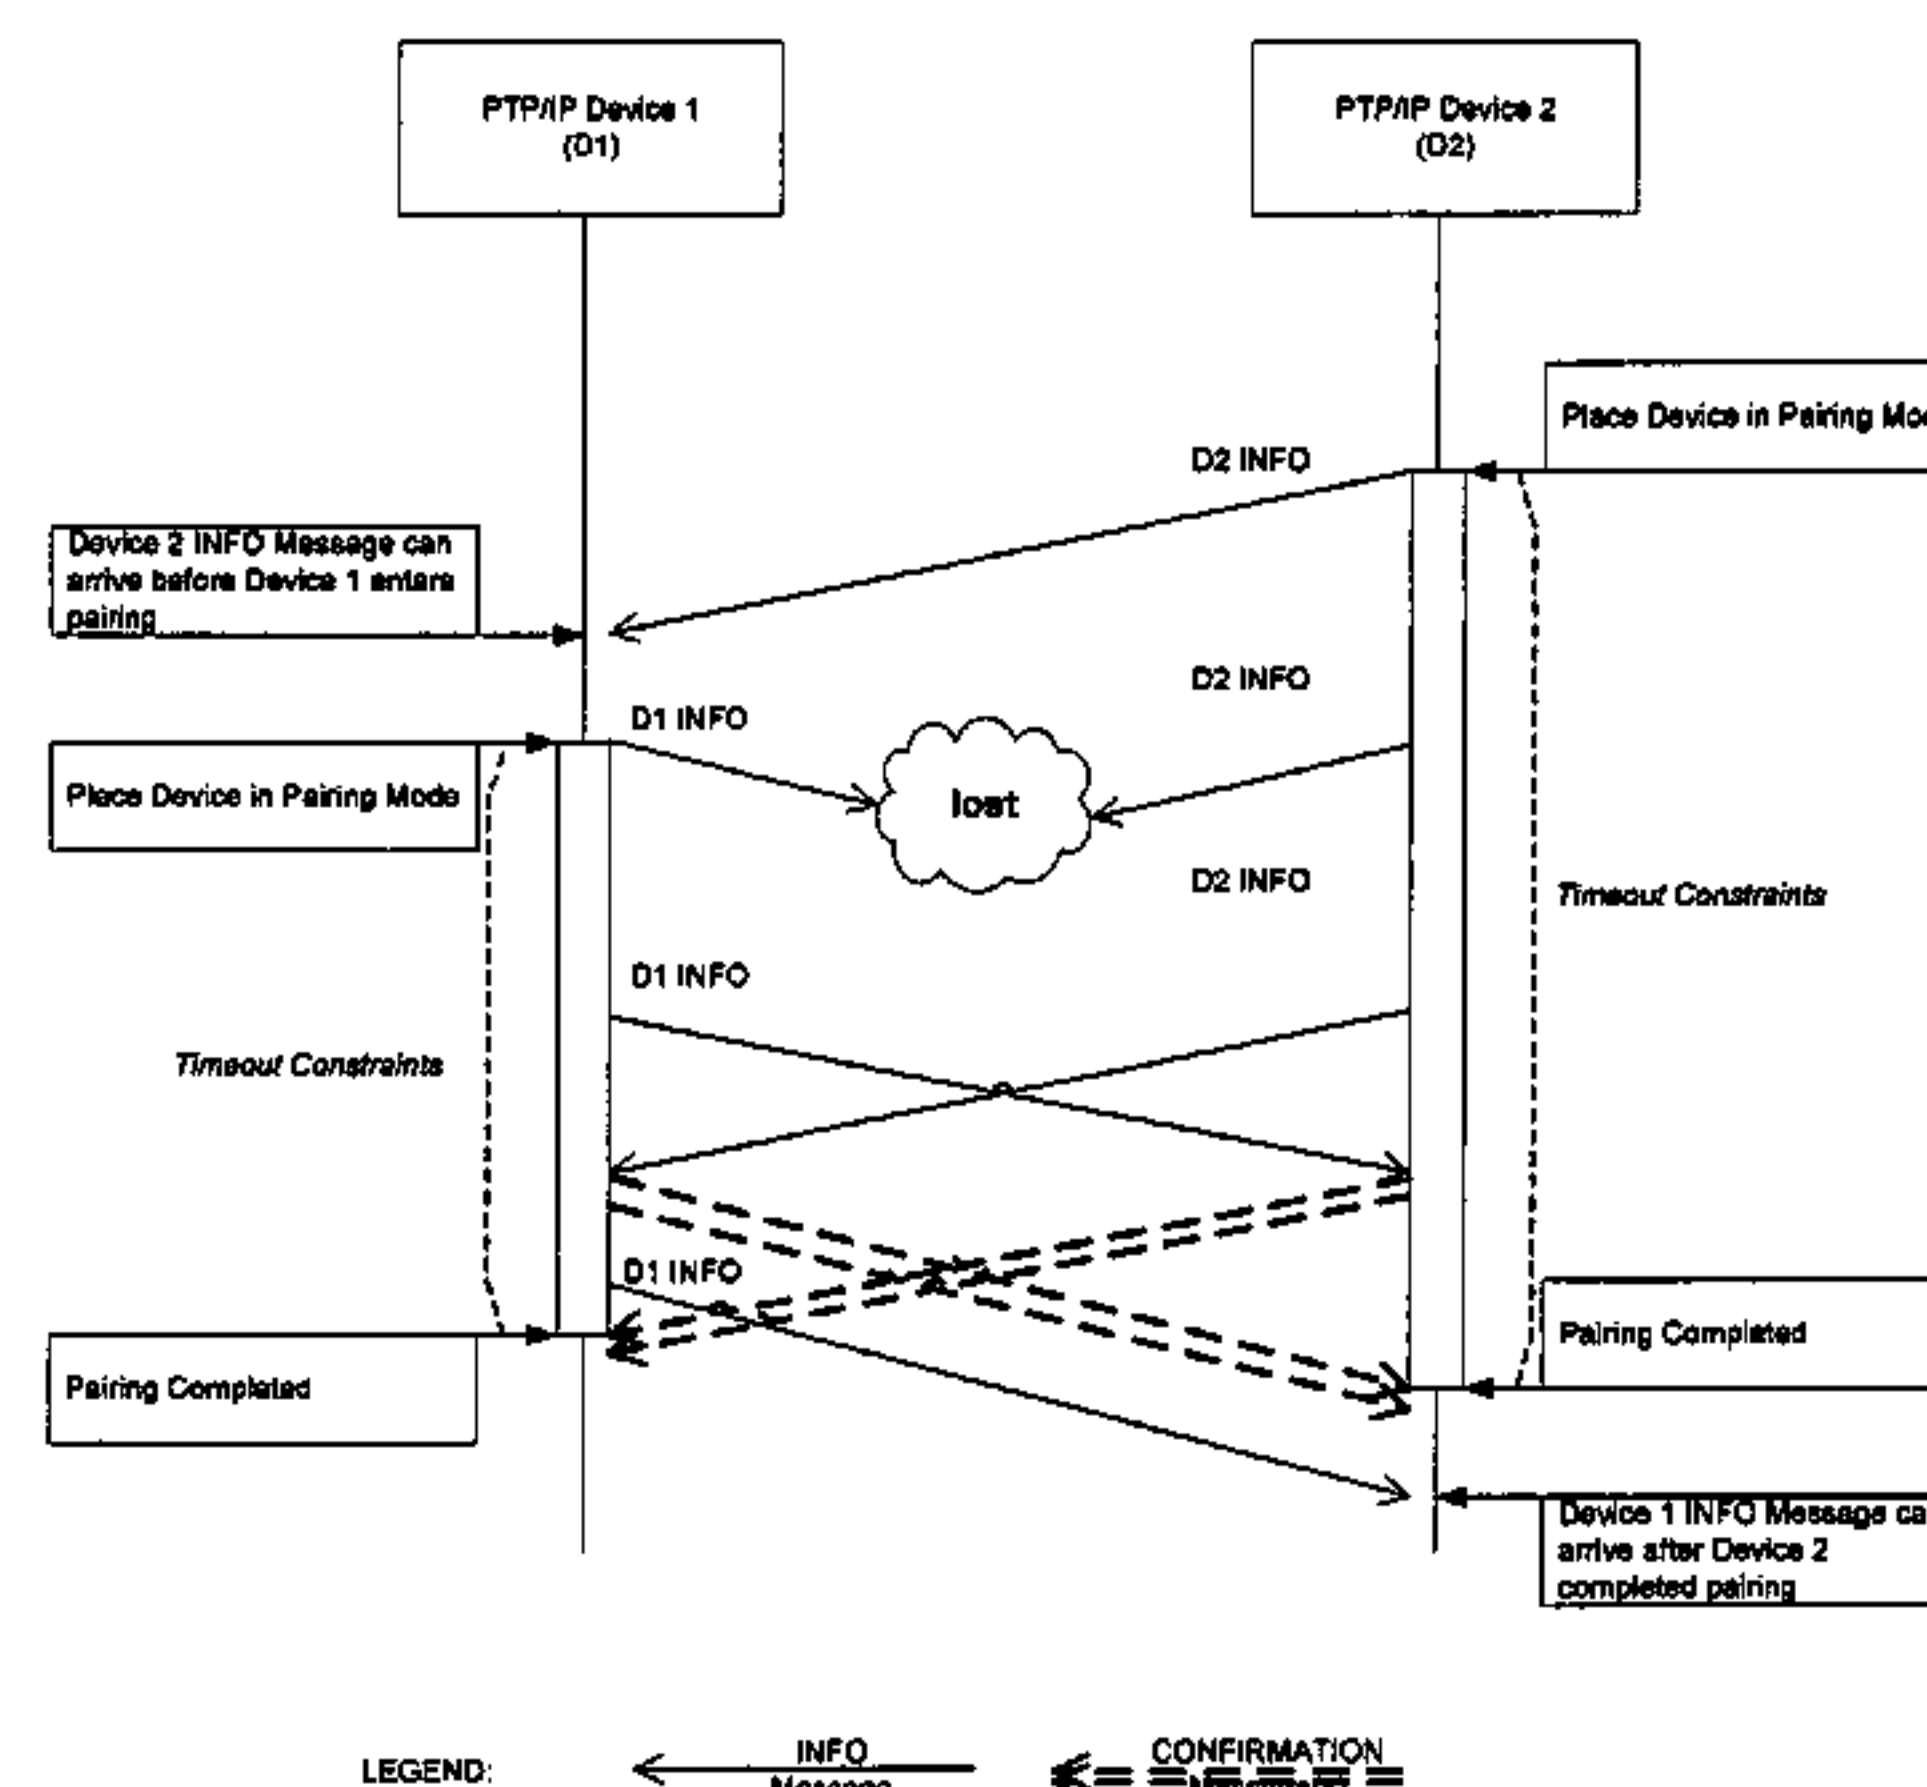 PTP/IP Device 1
(D1)
PTP/IP Device 2
(D2)
Place Device in Pairing
D2 INFO
Device 2 INFO Message can
arrive before Device 1 enters
pairing
D2 INFO
D1 INFO
Place Device in Pairing Mode
lost
D2 INFO
Timeout Constraints
D1 INFO
Timeout Constraints
D1 INFO
Pairing Completed
Pairing Completed
Device 1 INFO Message
arrive after Device 2
completed pairing
LEGEND:
INFO
CONFIRMATION